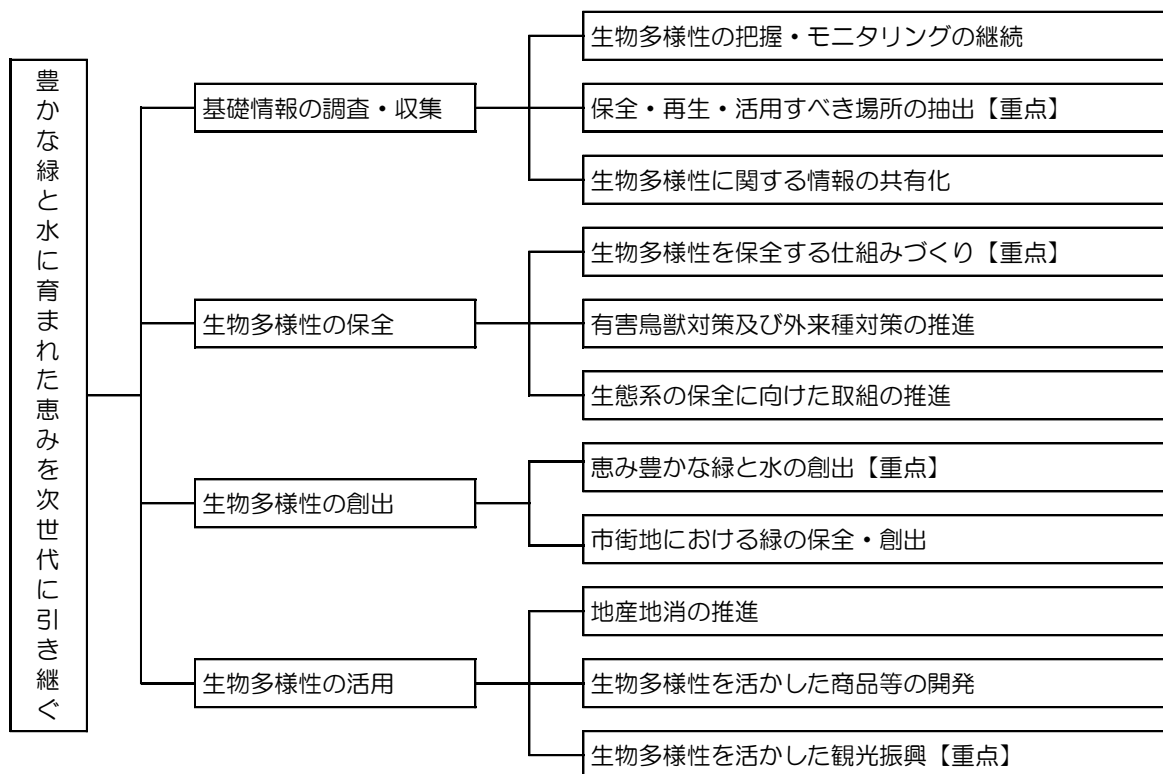 豊かな緑と水に育まれた恵みを次世代に引き継ぐ
基礎情報の調査・収集
生物多様性の把握・モニタリングの継続
保全・再生・活用すべき場所の抽出【重点】
生物多様性に関する情報の共有化
生物多様性の保全
生物多様性を保全する仕組みづくり【重点】
有害鳥獣対策及び外来種対策の推進
生態系の保全に向けた取組の推進
生物多様性の創出
恵み豊かな緑と水の創出【重点】
市街地における緑の保全・創出
生物多様性の活用
地産地消の推進
生物多様性を活かした商品等の開発
生物多様性を活かした観光振興【重点】